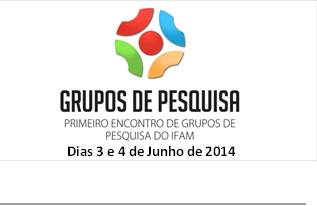 GRUPOS DE PESQUISA
PRIMEIRO ENCONTRO DE GRUPOS DE
PESQUISA DO IFAM
Dias 3 e 4 de Junho de 2014